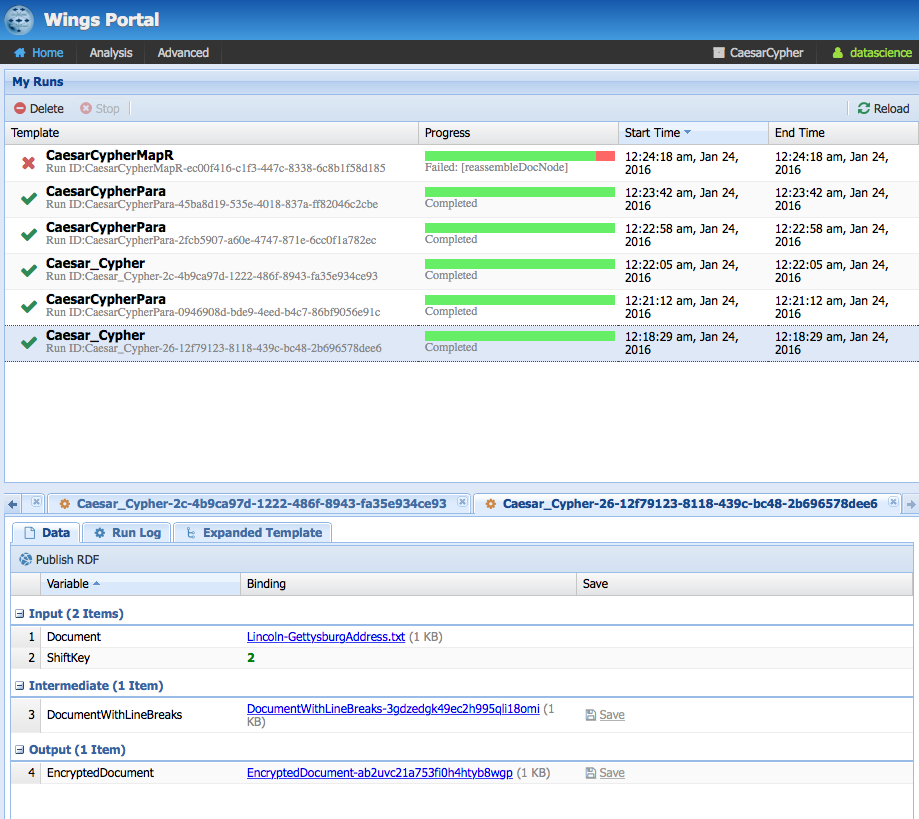 Wings Portal
Home Analysis Advanced CaesarCypher datascience
My Runs
Delete Stop Reload
Template Progress Start Time End Time
CaesarCypherMapR
Run ID:CaesarCypherMapR-ec00f416-c1f3-447c-8338-6c8b1f58d185
Failed: [reassembleDocNode]
12:24:18 am, Jan 24, 2016
12:24:18 am, Jan 24, 2016
CaesarCypherPara
Run ID:CaesarCypherPara-45ba8d19-535e-4018-837a-ff82046c2cbe
Completed
12:23:42 am, Jan 24, 2016
12:23:42 am, Jan 24, 2016
CaesarCypherPara
Run ID:CaesarCypherPara-2fcb5907-a60e-4747-871e-6cc0f1a782ec
Completed
12:22:58 am, Jan 24, 2016
12:22:58 am, Jan 24, 2016
Caesar_Cypher
Run ID:Caesar_Cypher-2c-4b9ca97d-1222-486f-8943-fa35e934ce93
Completed
12:22:05 am, Jan 24, 2016
12:22:05 am, Jan 24, 2016
CaesarCypherPara
Run ID:CaesarCypherPara-0946908d-bde9-4eed-b4c7-86bf9056e91c
Completed
12:21:12 am, Jan 24, 2016
12:21:12 am, Jan 24, 2016
Caesar_Cypher
Run ID:Caesar_Cypher-26-12f79123-8118-439c-bc48-2b696578dee6
Completed
12:18:29 am, Jan 24, 2016
12:18:29 am, Jan 24, 2016
Caesar_Cypher-2c-4b9ca97d-1222-486f-8943-fa35e934ce93 Caesar_Cypher-26-12f79123-8118-439c-bc48-2b696578dee6
Data Run Log Expanded Template
Publish RDF
Variable Binding Save
Input (2 Items)
1 Document Lincoln-GettysburgAddress.txt (1 KB)
2 ShiftKey 2
Intermediate (1 Item)
3 DocumentWithLineBreaks DocumentWithLineBreaks-3gdzedgk49ec2h995qli18omi (1 KB) Save
Output (1 Item)
4 EncryptedDocument EncryptedDocument-ab2uvc21a753fi0h4htyb8wgp (1 KB) Save